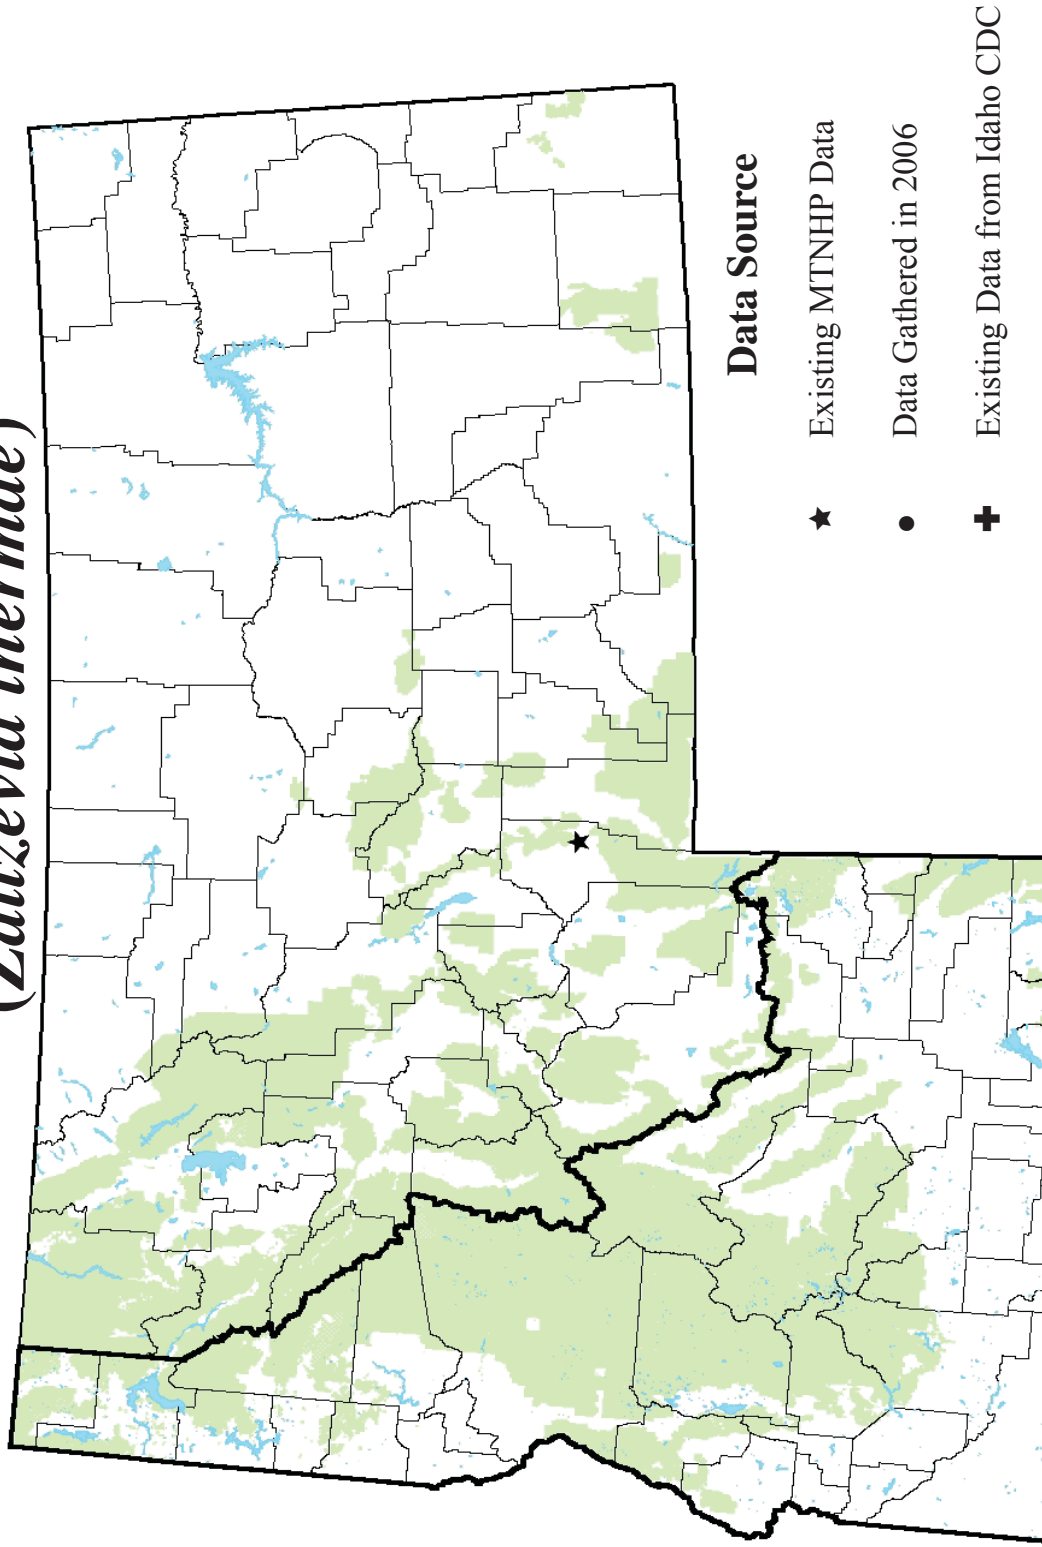 (Zaitzevia thermae)
Data Source
Existing MTNHP Data
Data Gathered in 2006
Existing Data from Idaho CDC